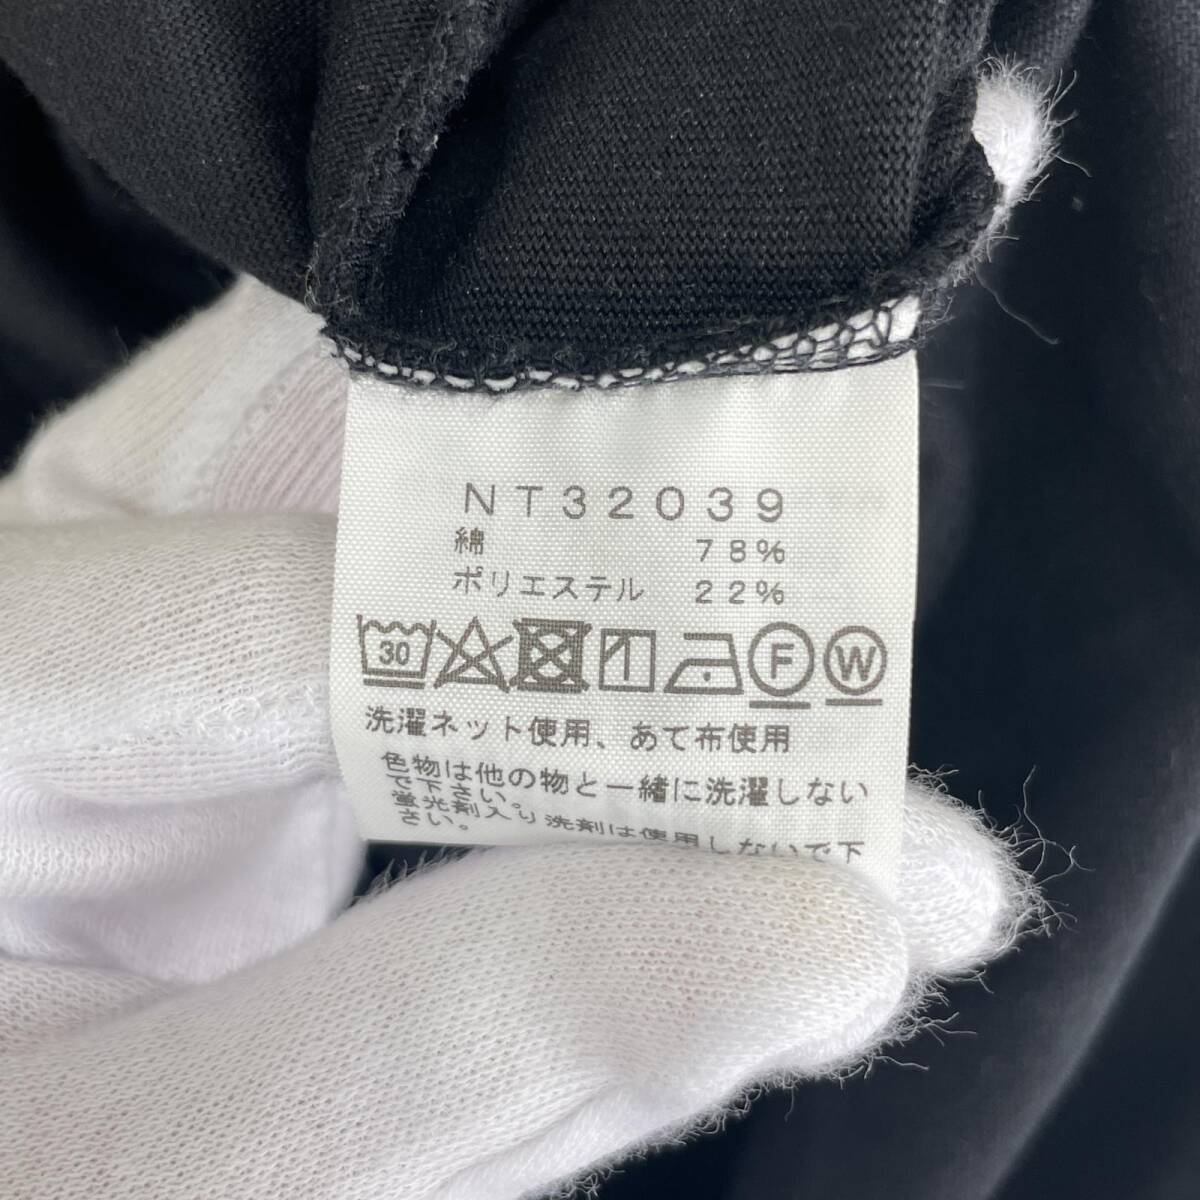 NT32039
綿 78%
ポリエステル 22%
30 F W
洗濯ネット使用、あて布使用
色物は他の物と一緒に洗濯しない
で下さい。
蛍光剤入り洗剤は使用しないで下
さい。